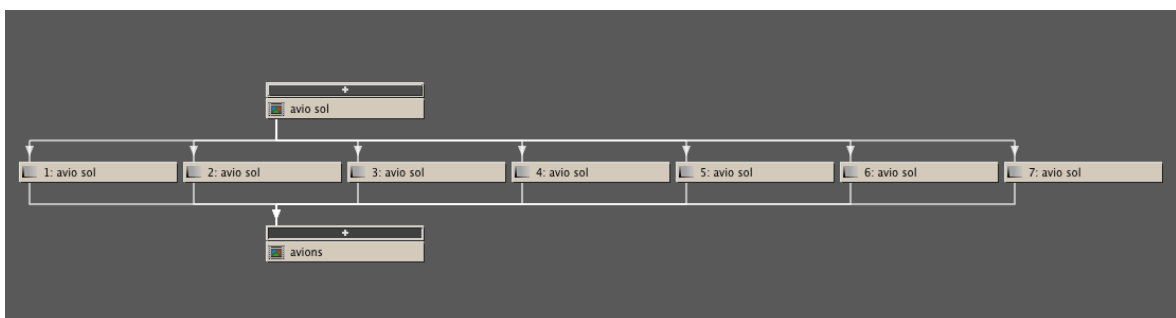 +
avio sol
1: avio sol
2: avio sol
3: avio sol
4: avio sol
5: avio sol
6: avio sol
7: avio sol
+
avions